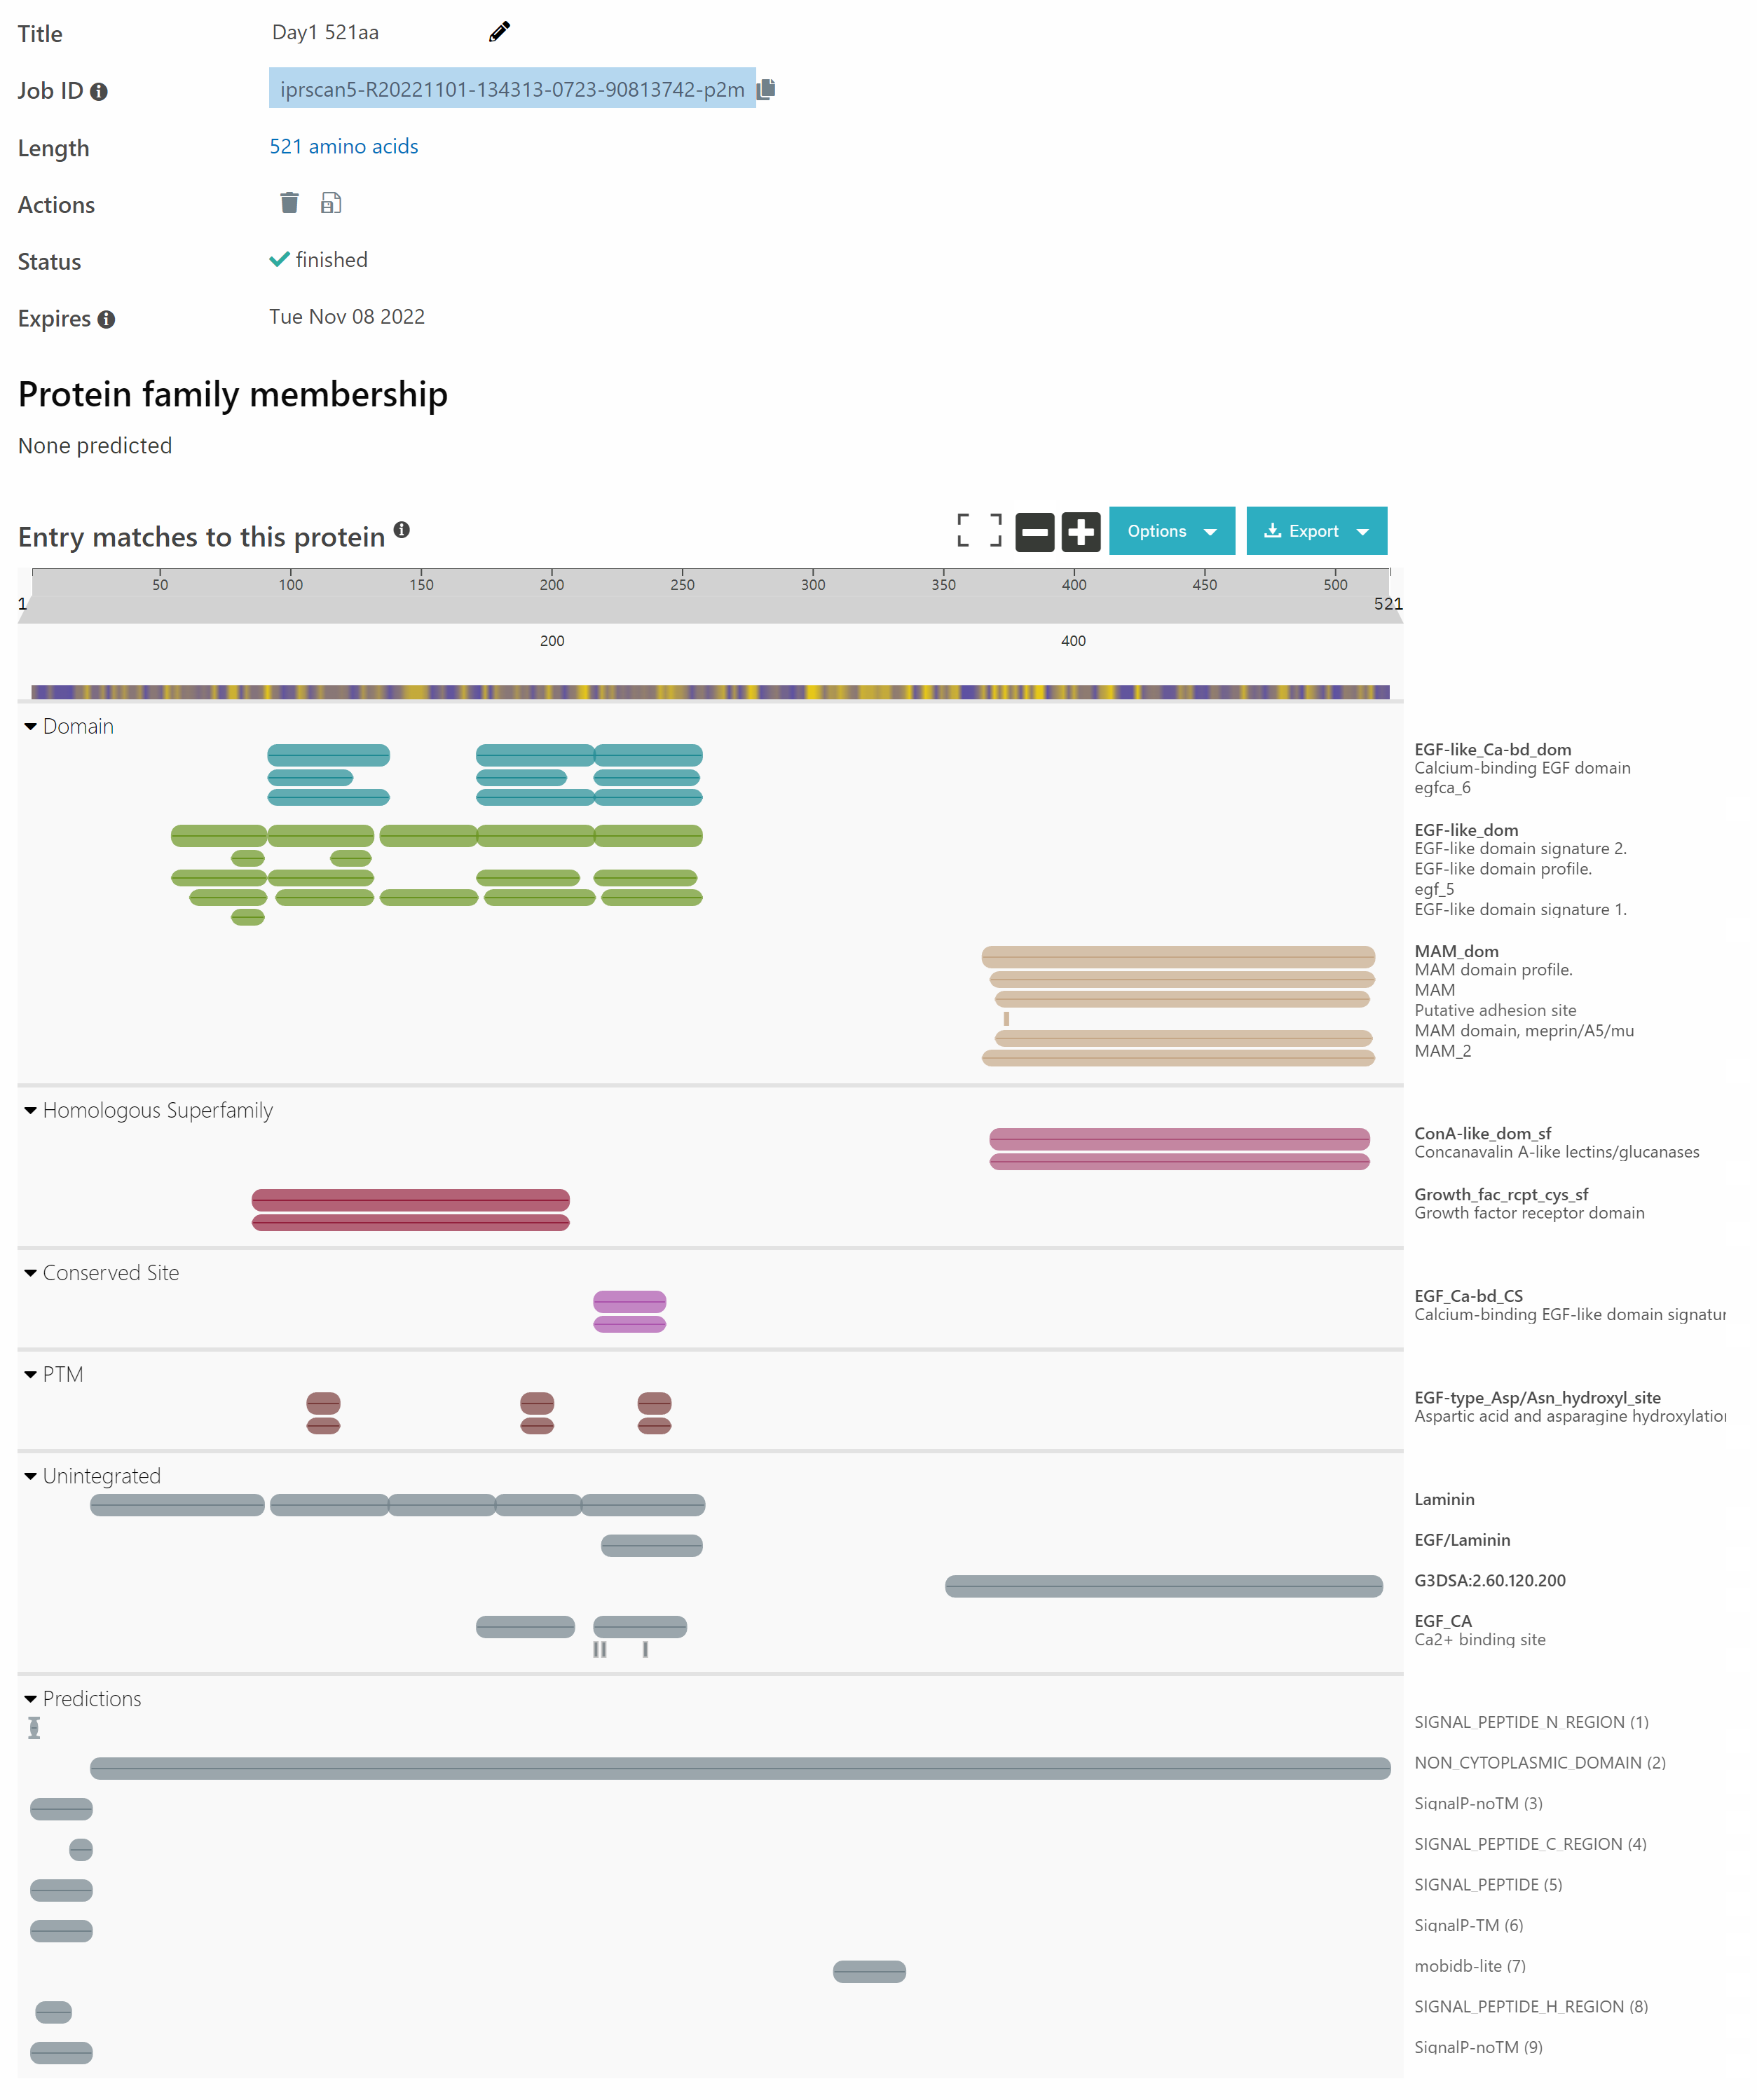 Title Day1 521aa
Job ID iprscan5-R20221101-134313-0723-90813742-p2m
Length 521 amino acids
Actions
Status finished
Expires Tue Nov 08 2022
Protein family membership
None predicted
Entry matches to this protein Options Export
50 100 150 200 250 300 350 400 450 500
1 521
200 400
Domain
EGF-like_Ca-bd_dom
Calcium-binding EGF domain
egfca_6
EGF-like_dom
EGF-like domain signature 2.
EGF-like domain profile.
egf_5
EGF-like domain signature 1.
MAM_dom
MAM domain profile.
MAM
Putative adhesion site
MAM domain, meprin/A5/mu
MAM_2
Homologous Superfamily
ConA-like_dom_sf
Concanavalin A-like lectins/glucanases
Growth_fac_rcpt_cys_sf
Growth factor receptor domain
Conserved Site
EGF_Ca-bd_CS
Calcium-binding EGF-like domain signatur
PTM
EGF-type_Asp/Asn_hydroxyl_site
Aspartic acid and asparagine hydroxylatior
Unintegrated
Laminin
EGF/Laminin
G3DSA:2.60.120.200
EGF_CA
Ca2+ binding site
Predictions
SIGNAL_PEPTIDE_N_REGION (1)
NON_CYTOPLASMIC_DOMAIN (2)
SignalP-noTM (3)
SIGNAL_PEPTIDE_C_REGION (4)
SIGNAL_PEPTIDE (5)
SignalP-TM (6)
mobidb-lite (7)
SIGNAL_PEPTIDE_H_REGION (8)
SignalP-noTM (9)